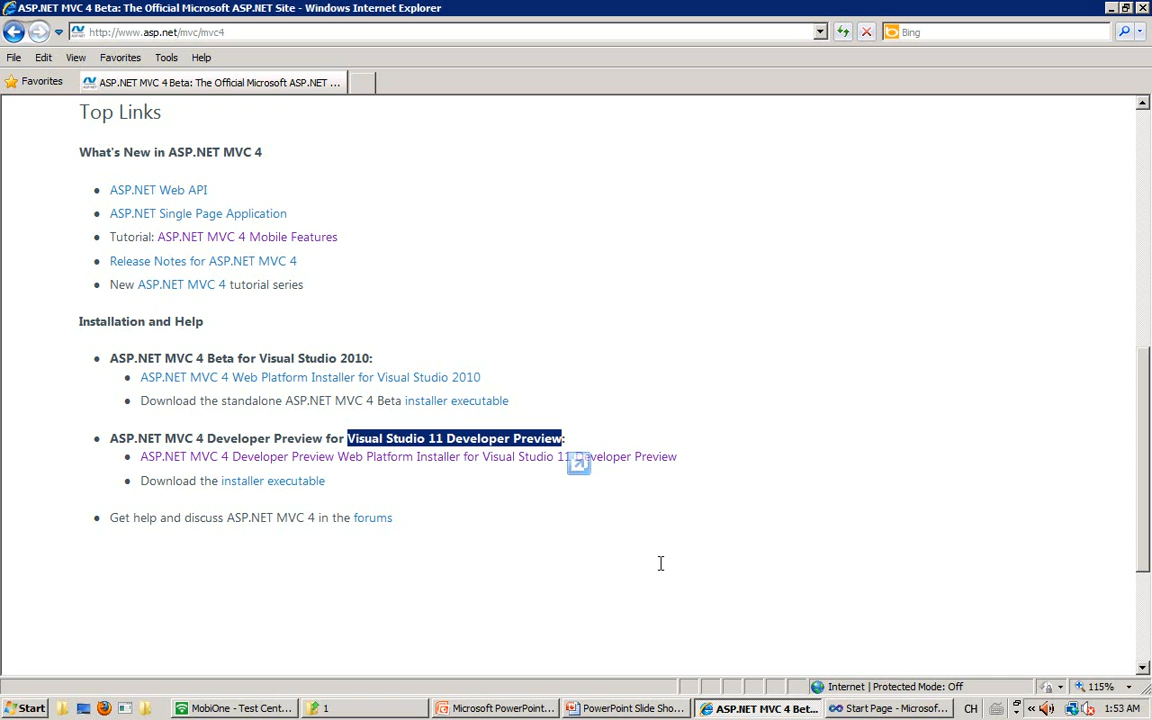 ASP.NET MVC 4 Beta: The Official Microsoft ASP.NET Site - Windows Internet Explorer
http://www.asp.net/mvc/mvc4
Bing
File Edit View Favorites Tools Help
Favorites
ASP.NET MVC 4 Beta: The Official Microsoft ASP.NET ...
Top Links
What's New in ASP.NET MVC 4
ASP.NET Web API
ASP.NET Single Page Application
Tutorial: ASP.NET MVC 4 Mobile Features
Release Notes for ASP.NET MVC 4
New ASP.NET MVC 4 tutorial series
Installation and Help
ASP.NET MVC 4 Beta for Visual Studio 2010:
ASP.NET MVC 4 Web Platform Installer for Visual Studio 2010
Download the standalone ASP.NET MVC 4 Beta installer executable
ASP.NET MVC 4 Developer Preview for Visual Studio 11 Developer Preview:
ASP.NET MVC 4 Developer Preview Web Platform Installer for Visual Studio 11 Developer Preview
Download the installer executable
Get help and discuss ASP.NET MVC 4 in the forums
Internet | Protected Mode: Off
115%
Start
MobiOne - Test Cent...
1
Microsoft PowerPoint...
PowerPoint Slide Sho...
ASP.NET MVC 4 Bet...
Start Page - Microsof...
CH
1:53 AM